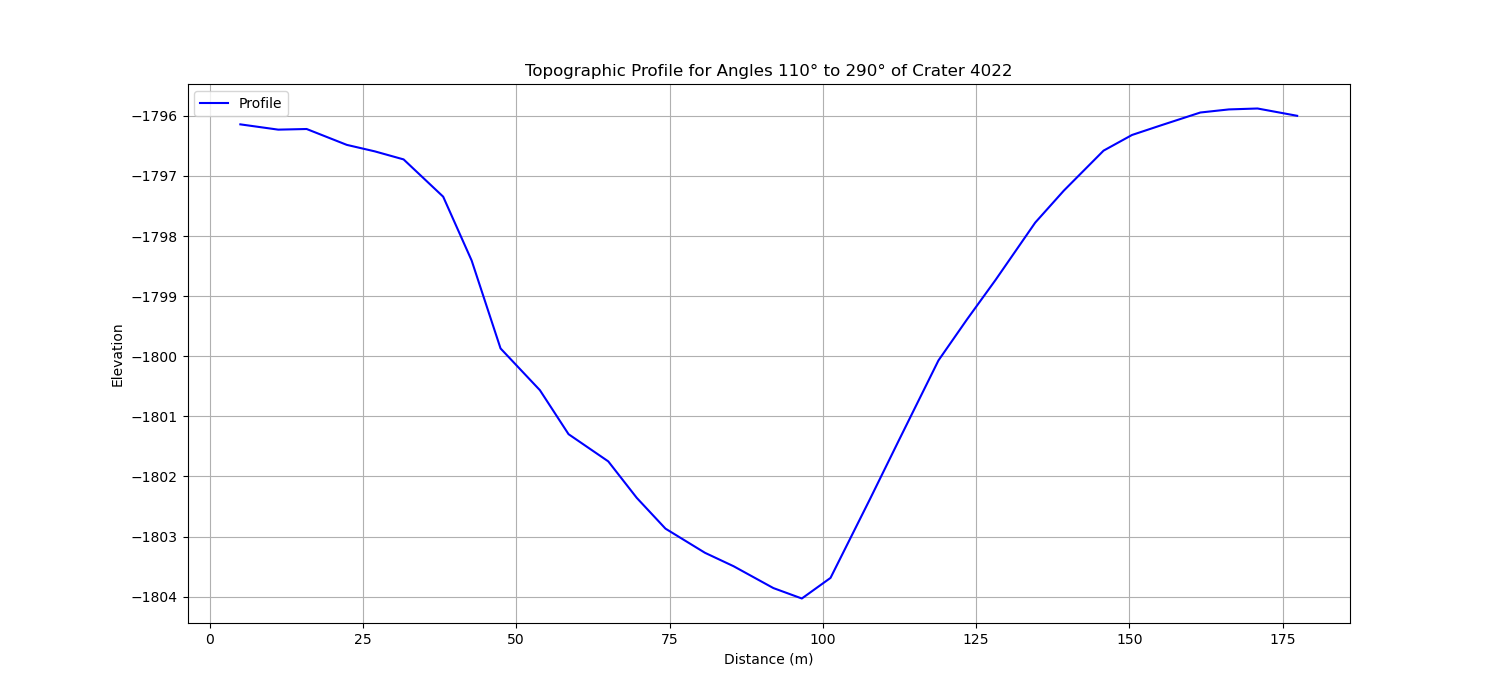 Topographic Profile for Angles 110° to 290° of Crater 4022
Profile
−1796
−1797
−1798
−1799
−1800
−1801
−1802
−1803
−1804
Elevation
0 25 50 75 100 125 150 175
Distance (m)